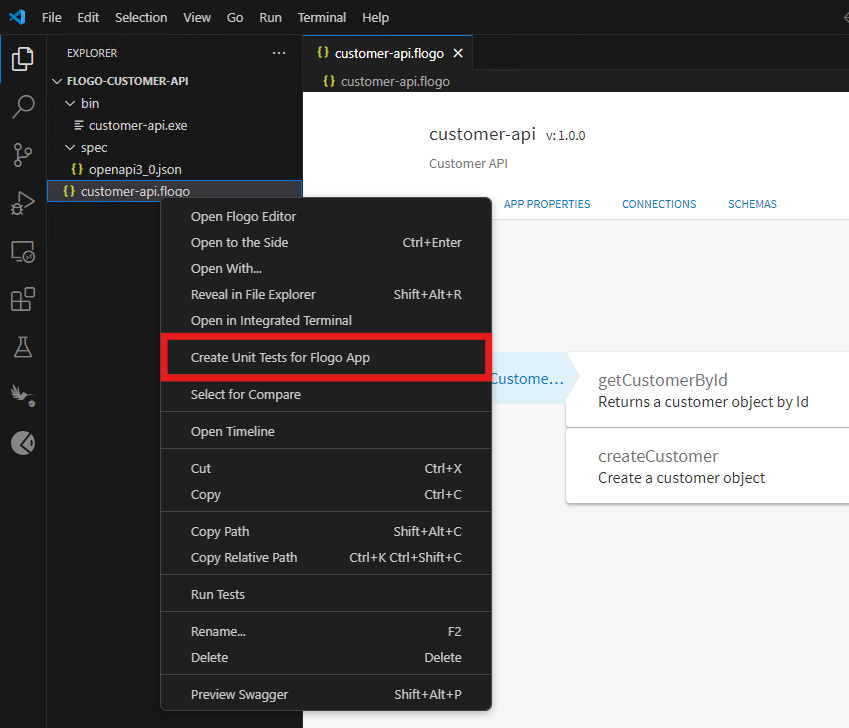 File Edit Selection View Go Run Terminal Help
EXPLORER ...
customer-api.flogo
FLOGO-CUSTOMER-API
customer-api.flogo
bin
customer-api.exe
spec
openapi3_0.json
customer-api.flogo
customer-api v: 1.0.0
Customer API
APP PROPERTIES CONNECTIONS SCHEMAS
Open Flogo Editor
Open to the Side Ctrl+Enter
Open With...
Reveal in File Explorer Shift+Alt+R
Open in Integrated Terminal
Create Unit Tests for Flogo App
Select for Compare
Open Timeline
Cut Ctrl+X
Copy Ctrl+C
Copy Path Shift+Alt+C
Copy Relative Path Ctrl+K Ctrl+Shift+C
Run Tests
Rename... F2
Delete Delete
Preview Swagger Shift+Alt+P
Custome...
getCustomerById
Returns a customer object by Id
createCustomer
Create a customer object